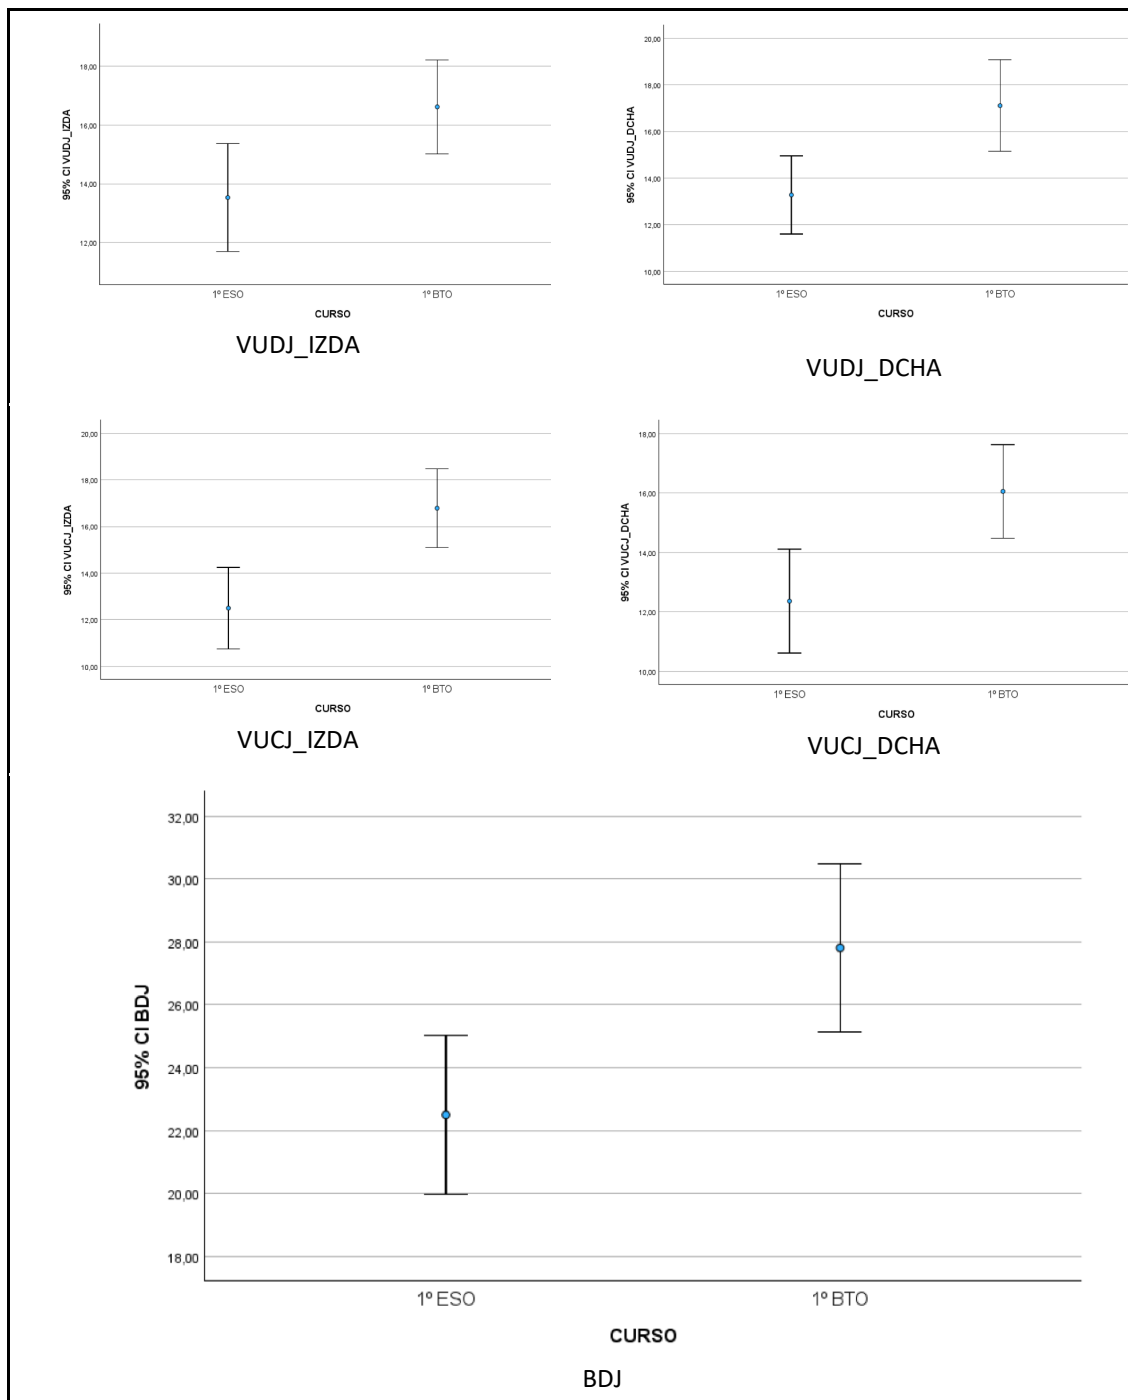 95% CI VUDJ_IZDA
18,00
16,00
14,00
12,00
1º ESO
1º BTO
CURSO
VUDJ_IZDA
95% CI VUDJ_DCHA
20,00
18,00
16,00
14,00
12,00
10,00
1º ESO
1º BTO
CURSO
VUDJ_DCHA
95% CI VUCJ_IZDA
20,00
18,00
16,00
14,00
12,00
10,00
1º ESO
1º BTO
CURSO
VUCJ_IZDA
95% CI VUCJ_DCHA
18,00
16,00
14,00
12,00
10,00
1º ESO
1º BTO
CURSO
VUCJ_DCHA
95% CI BDJ
32,00
30,00
28,00
26,00
24,00
22,00
20,00
18,00
1º ESO
1º BTO
CURSO
BDJ